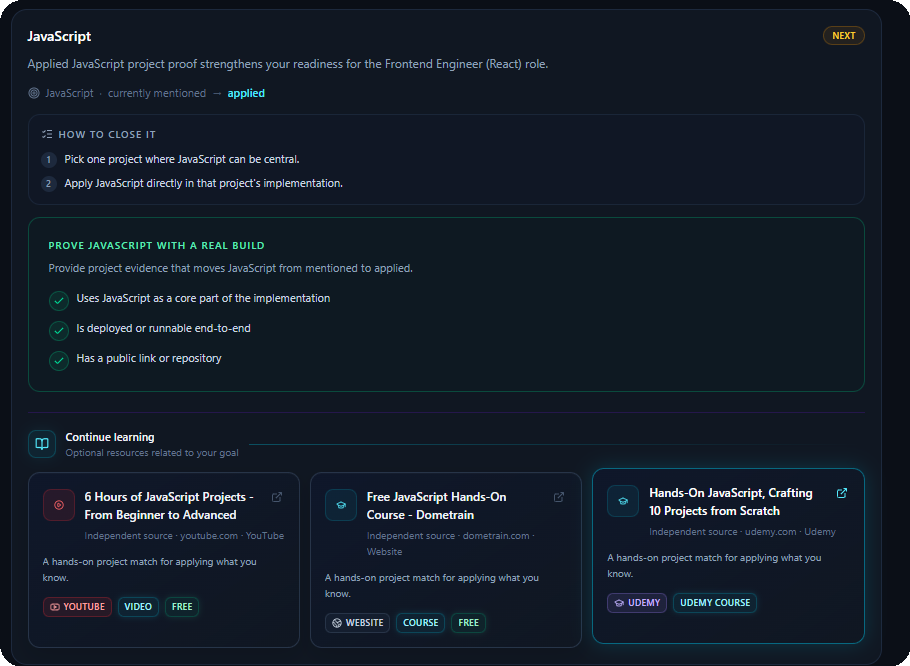 JavaScript
NEXT
Applied JavaScript project proof strengthens your readiness for the Frontend Engineer (React) role.
JavaScript · currently mentioned → applied
HOW TO CLOSE IT
1 Pick one project where JavaScript can be central.
2 Apply JavaScript directly in that project's implementation.
PROVE JAVASCRIPT WITH A REAL BUILD
Provide project evidence that moves JavaScript from mentioned to applied.
Uses JavaScript as a core part of the implementation
Is deployed or runnable end-to-end
Has a public link or repository
Continue learning
Optional resources related to your goal
6 Hours of JavaScript Projects -
From Beginner to Advanced
Independent source · youtube.com · YouTube
A hands-on project match for applying what you
know.
YOUTUBE VIDEO FREE
Free JavaScript Hands-On
Course - Dometrain
Independent source · dometrain.com ·
Website
A hands-on project match for applying what you
know.
WEBSITE COURSE FREE
Hands-On JavaScript, Crafting
10 Projects from Scratch
Independent source · udemy.com · Udemy
A hands-on project match for applying what you
know.
UDEMY UDEMY COURSE